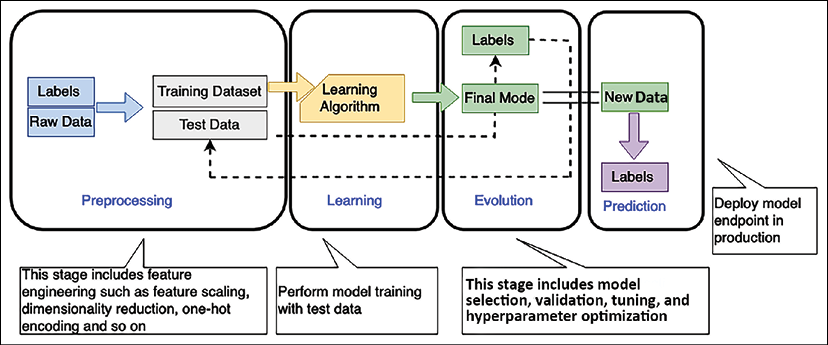 Labels
Raw Data
Training Dataset
Test Data
Preprocessing
Learning
Algorithm
Learning
Labels
Final Mode
Evolution
New Data
Labels
Prediction
This stage includes feature
engineering such as feature scaling,
dimensionality reduction, one-hot
encoding and so on
Perform model training
with test data
This stage includes model
selection, validation, tuning, and
hyperparameter optimization
Deploy model
endpoint in
production